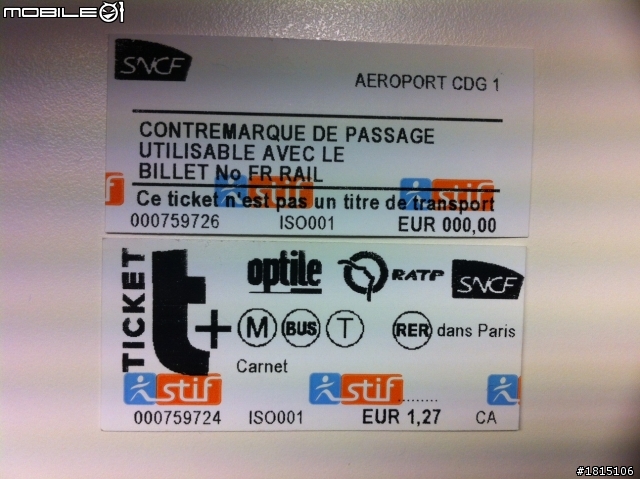 MOBILE01
SNCF
AEROPORT CDG 1
CONTREMARQUE DE PASSAGE
UTILISABLE AVEC LE
BILLET No FR RAIL
stif stif
Ce ticket n'est pas un titre de transport
000759726 ISO001 EUR 000,00
TICKET t+
optile RATP SNCF
M BUS T RER dans Paris
Carnet
stif stif
000759724 ISO001 EUR 1,27 CA
#1815106